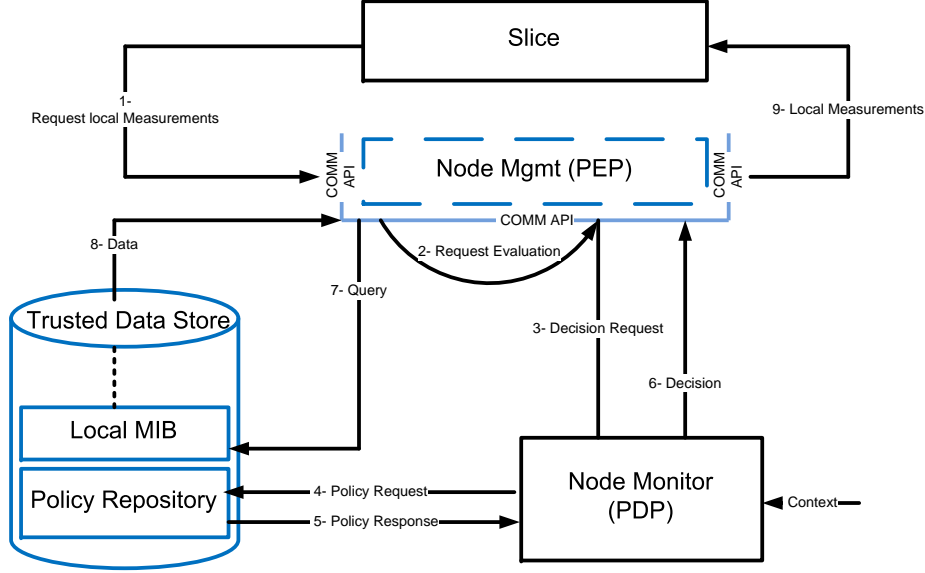 Slice
1-
Request local Measurements
9- Local Measurements
COMM
API
Node Mgmt (PEP)
COMM
API
COMM API
8- Data
2- Request Evaluation
7- Query
Trusted Data Store
3- Decision Request
6- Decision
Local MIB
Policy Repository
4- Policy Request
5- Policy Response
Node Monitor
(PDP)
Context